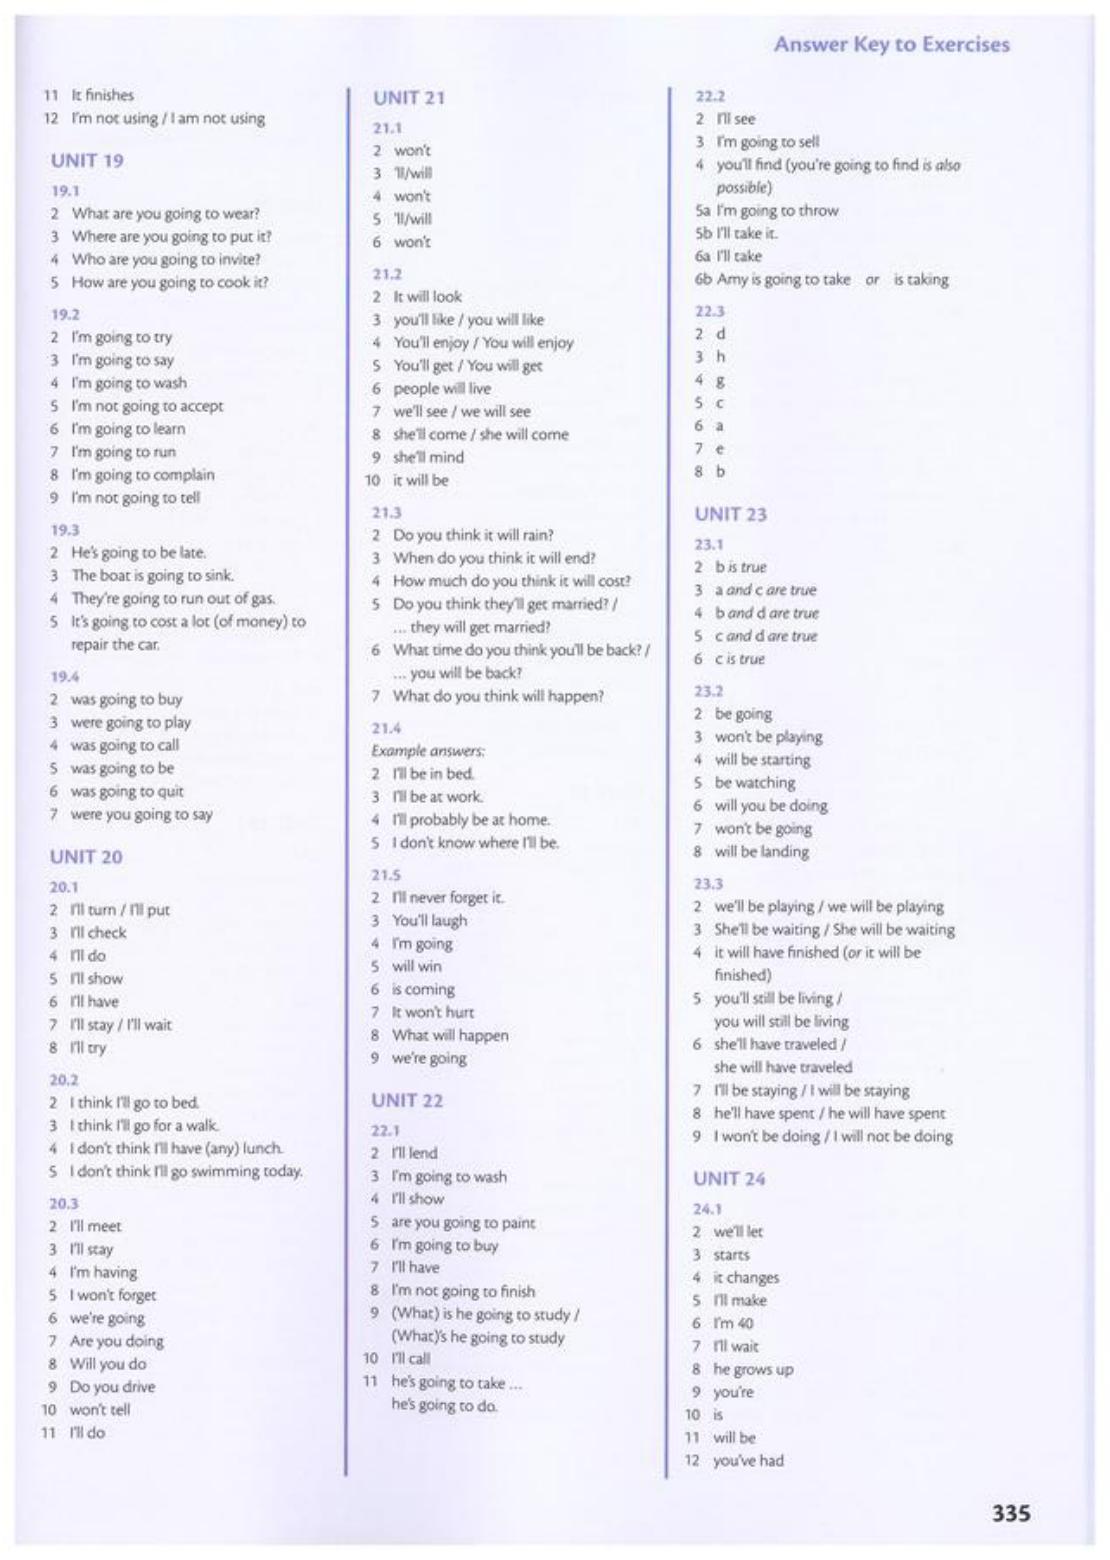 Answer Key to Exercises
11 It finishes
12 I'm not using / I am not using
UNIT 19
19.1
2 What are you going to wear?
3 Where are you going to put it?
4 Who are you going to invite?
5 How are you going to cook it?
19.2
2 I'm going to try
3 I'm going to say
4 I'm going to wash
5 I'm not going to accept
6 I'm going to learn
7 I'm going to run
8 I'm going to complain
9 I'm not going to tell
19.3
2 He's going to be late.
3 The boat is going to sink.
4 They're going to run out of gas.
5 It's going to cost a lot (of money) to
repair the car.
19.4
2 was going to buy
3 were going to play
4 was going to call
5 was going to be
6 was going to quit
7 were you going to say
UNIT 20
20.1
2 I'll turn / I'll put
3 I'll check
4 I'll do
5 I'll show
6 I'll have
7 I'll stay / I'll wait
8 I'll try
20.2
2 I think I'll go to bed.
3 I think I'll go for a walk.
4 I don't think I'll have (any) lunch.
5 I don't think I'll go swimming today.
20.3
2 I'll meet
3 I'll stay
4 I'm having
5 I won't forget
6 we're going
7 Are you doing
8 Will you do
9 Do you drive
10 won't tell
11 I'll do
UNIT 21
21.1
2 won't
3 'll/will
4 won't
5 'll/will
6 won't
21.2
2 It will look
3 you'll like / you will like
4 You'll enjoy / You will enjoy
5 You'll get / You will get
6 people will live
7 we'll see / we will see
8 she'll come / she will come
9 she'll mind
10 it will be
21.3
2 Do you think it will rain?
3 When do you think it will end?
4 How much do you think it will cost?
5 Do you think they'll get married? /
... they will get married?
6 What time do you think you'll be back? /
... you will be back?
7 What do you think will happen?
21.4
Example answers:
2 I'll be in bed.
3 I'll be at work.
4 I'll probably be at home.
5 I don't know where I'll be.
21.5
2 I'll never forget it.
3 You'll laugh
4 I'm going
5 will win
6 is coming
7 It won't hurt
8 What will happen
9 we're going
UNIT 22
22.1
2 I'll lend
3 I'm going to wash
4 I'll show
5 are you going to paint
6 I'm going to buy
7 I'll have
8 I'm not going to finish
9 (What) is he going to study /
(What)'s he going to study
10 I'll call
11 he's going to take ...
he's going to do.
22.2
2 I'll see
3 I'm going to sell
4 you'll find (you're going to find is also
possible)
5a I'm going to throw
5b I'll take it.
6a I'll take
6b Amy is going to take or is taking
22.3
2 d
3 h
4 g
5 c
6 a
7 e
8 b
UNIT 23
23.1
2 b is true
3 a and c are true
4 b and d are true
5 c and d are true
6 c is true
23.2
2 be going
3 won't be playing
4 will be starting
5 be watching
6 will you be doing
7 won't be going
8 will be landing
23.3
2 we'll be playing / we will be playing
3 She'll be waiting / She will be waiting
4 it will have finished (or it will be
finished)
5 you'll still be living /
you will still be living
6 she'll have traveled /
she will have traveled
7 I'll be staying / I will be staying
8 he'll have spent / he will have spent
9 I won't be doing / I will not be doing
UNIT 24
24.1
2 we'll let
3 starts
4 it changes
5 I'll make
6 I'm 40
7 I'll wait
8 he grows up
9 you're
10 is
11 will be
12 you've had
335